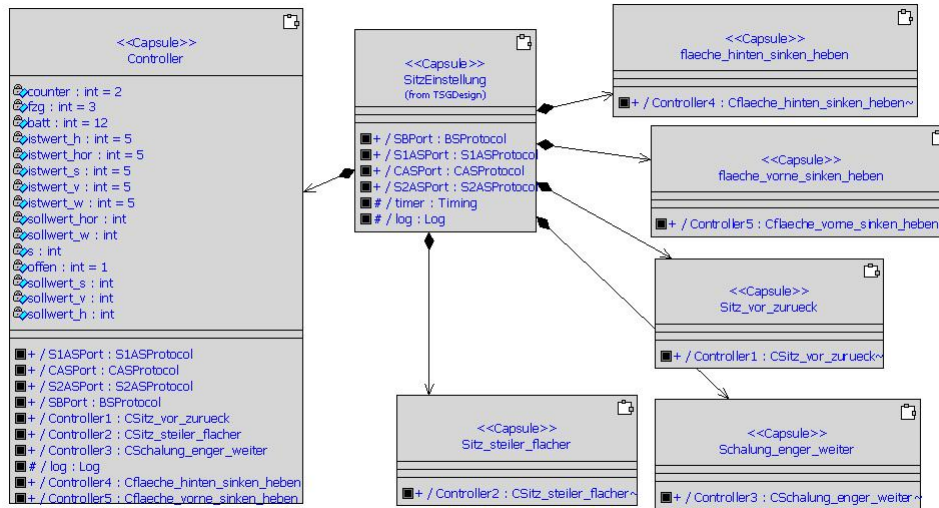 <<Capsule>>
Controller
counter : int = 2
fzg : int = 3
batt : int = 12
istwert_h : int = 5
istwert_hor : int = 5
istwert_s : int = 5
istwert_v : int = 5
istwert_w : int = 5
sollwert_hor : int
sollwert_w : int
s : int
offen : int = 1
sollwert_s : int
sollwert_v : int
sollwert_h : int
+ / S1ASPort : S1ASProtocol
+ / CASPort : CASProtocol
+ / S2ASPort : S2ASProtocol
+ / SBPort : BSProtocol
+ / Controller1 : CSitz_vor_zurueck
+ / Controller2 : CSitz_steiler_flacher
+ / Controller3 : CSchalung_enger_weiter
# / log : Log
+ / Controller4 : Cflaeche_hinten_sinken_heben
+ / Controller5 : Cflaeche_vorne_sinken_heben
<<Capsule>>
SitzEinstellung
(from TSGDesign)
+ / SBPort : BSProtocol
+ / S1ASPort : S1ASProtocol
+ / CASPort : CASProtocol
+ / S2ASPort : S2ASProtocol
# / timer : Timing
# / log : Log
<<Capsule>>
flaeche_hinten_sinken_heben
+ / Controller4 : Cflaeche_hinten_sinken_heben~
<<Capsule>>
flaeche_vorne_sinken_heben
+ / Controller5 : Cflaeche_vorne_sinken_heben
<<Capsule>>
Sitz_vor_zurueck
+ / Controller1 : CSitz_vor_zurueck~
<<Capsule>>
Sitz_steiler_flacher
+ / Controller2 : CSitz_steiler_flacher~
<<Capsule>>
Schalung_enger_weiter
+ / Controller3 : CSchalung_enger_weiter~